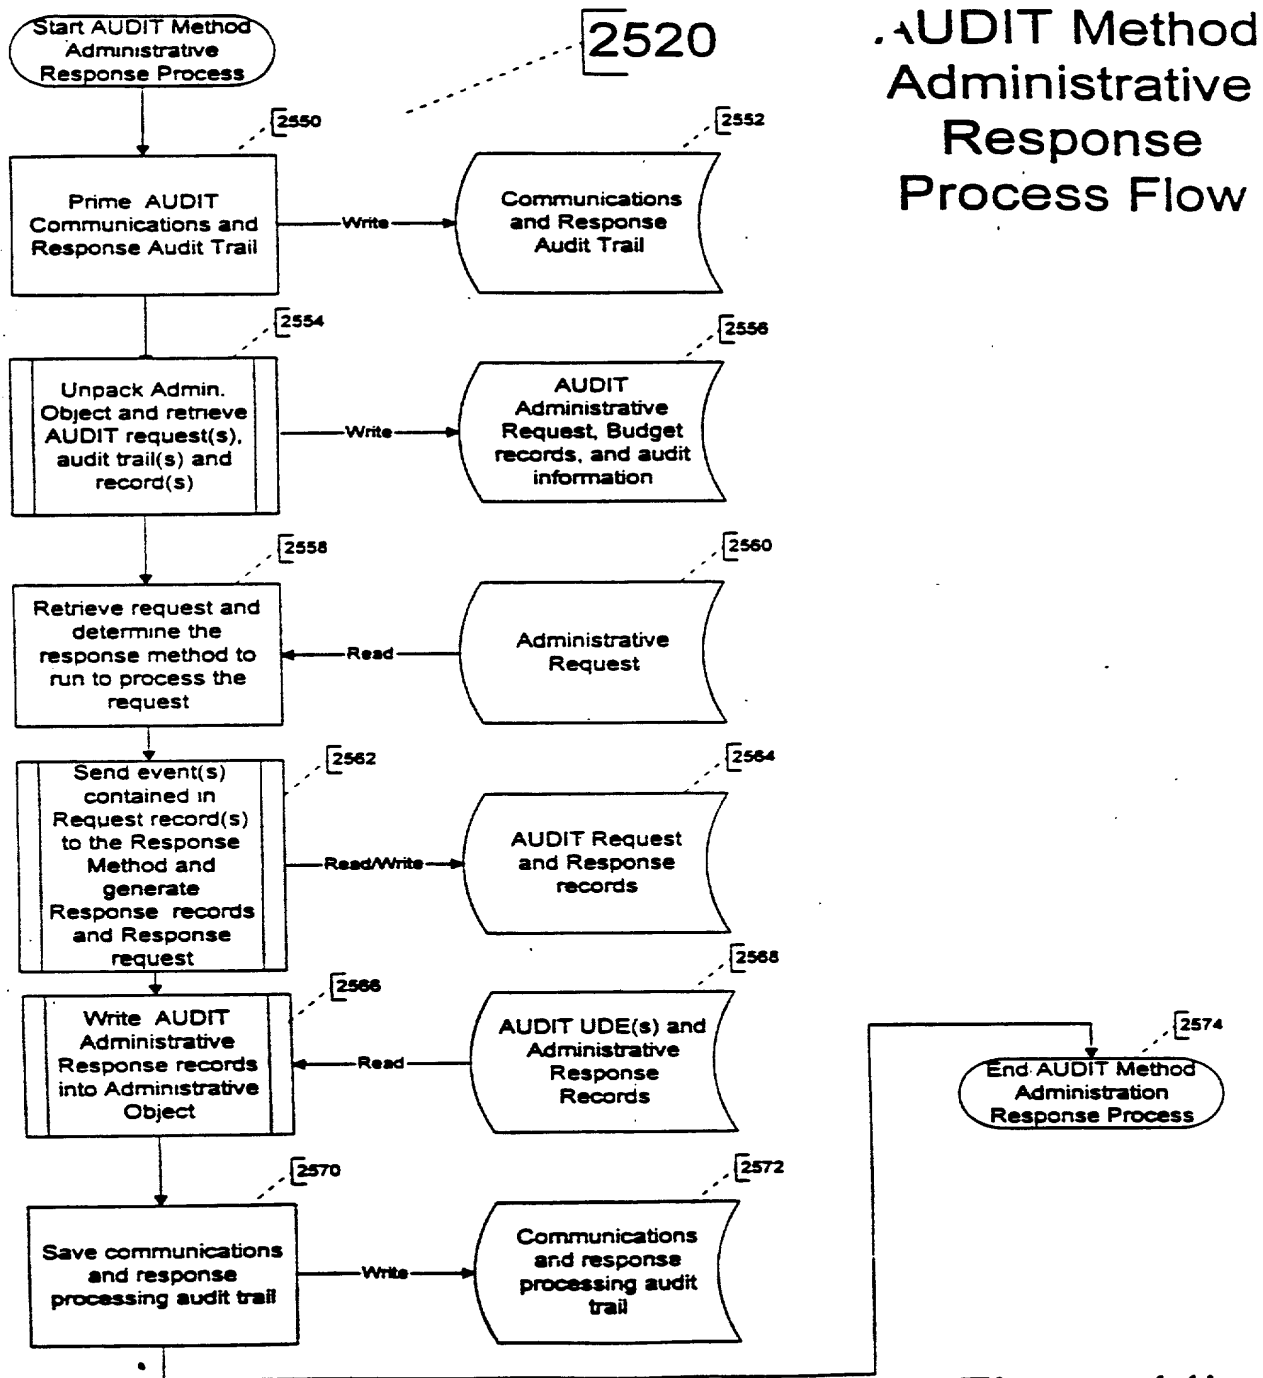 Start AUDIT Method
Administrative
Response Process
2520
AUDIT Method
Administrative
Response
Process Flow
2550
Prime AUDIT
Communications and
Response Audit Trail
Write
2552
Communications
and Response
Audit Trail
2554
Unpack Admin.
Object and retrieve
AUDIT request(s),
audit trail(s) and
record(s)
Write
2556
AUDIT
Administrative
Request, Budget
records, and audit
information
2558
Retrieve request and
determine the
response method to
run to process the
request
Read
2560
Administrative
Request
2562
Send event(s)
contained in
Request record(s)
to the Response
Method and
generate
Response records
and Response
request
Read/Write
2564
AUDIT Request
and Response
records
2566
Write AUDIT
Administrative
Response records
into Administrative
Object
Read
2568
AUDIT UDE(s) and
Administrative
Response
Records
2570
Save communications
and response
processing audit trail
Write
2572
Communications
and response
processing audit
trail
2574
End AUDIT Method
Administration
Response Process